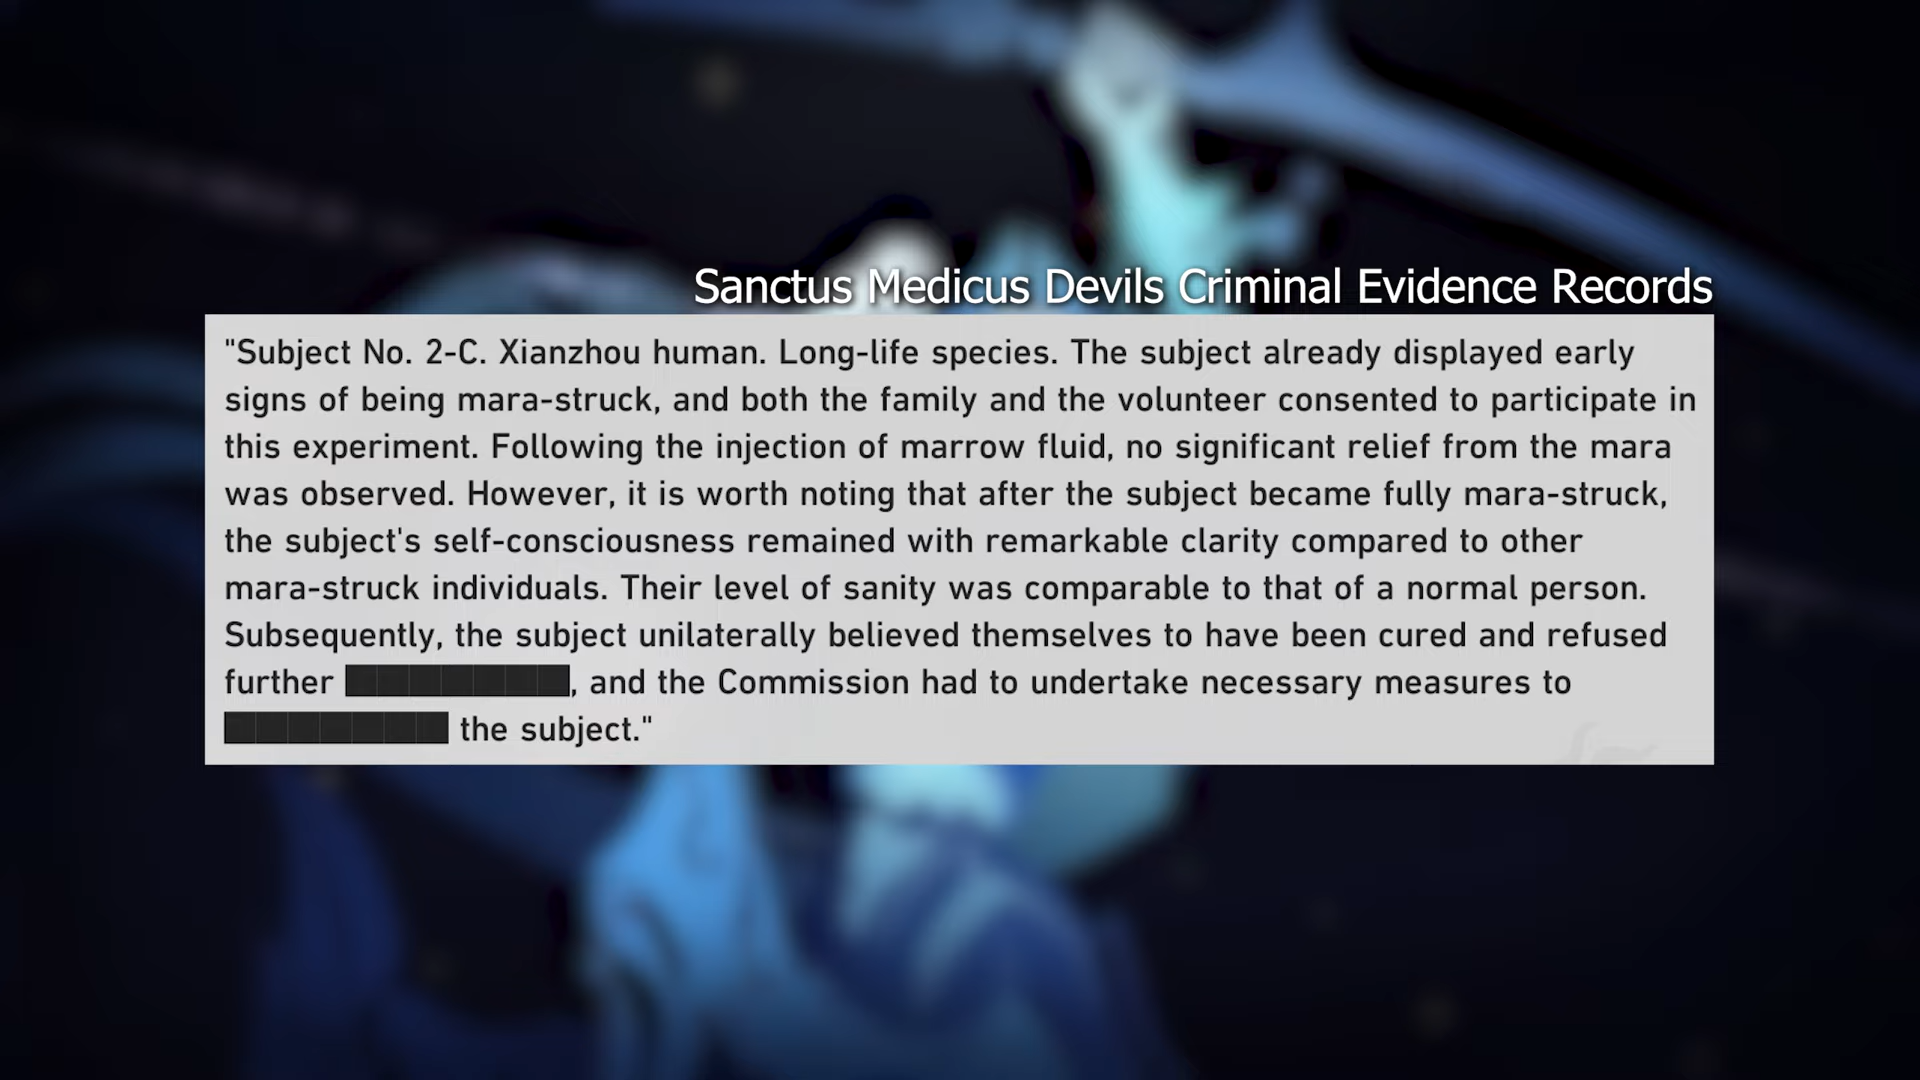 Sanctus Medicus Devils Criminal Evidence Records
"Subject No. 2-C. Xianzhou human. Long-life species. The subject already displayed early
signs of being mara-struck, and both the family and the volunteer consented to participate in
this experiment. Following the injection of marrow fluid, no significant relief from the mara
was observed. However, it is worth noting that after the subject became fully mara-struck,
the subject's self-consciousness remained with remarkable clarity compared to other
mara-struck individuals. Their level of sanity was comparable to that of a normal person.
Subsequently, the subject unilaterally believed themselves to have been cured and refused
further ███████, and the Commission had to undertake necessary measures to
███████ the subject."